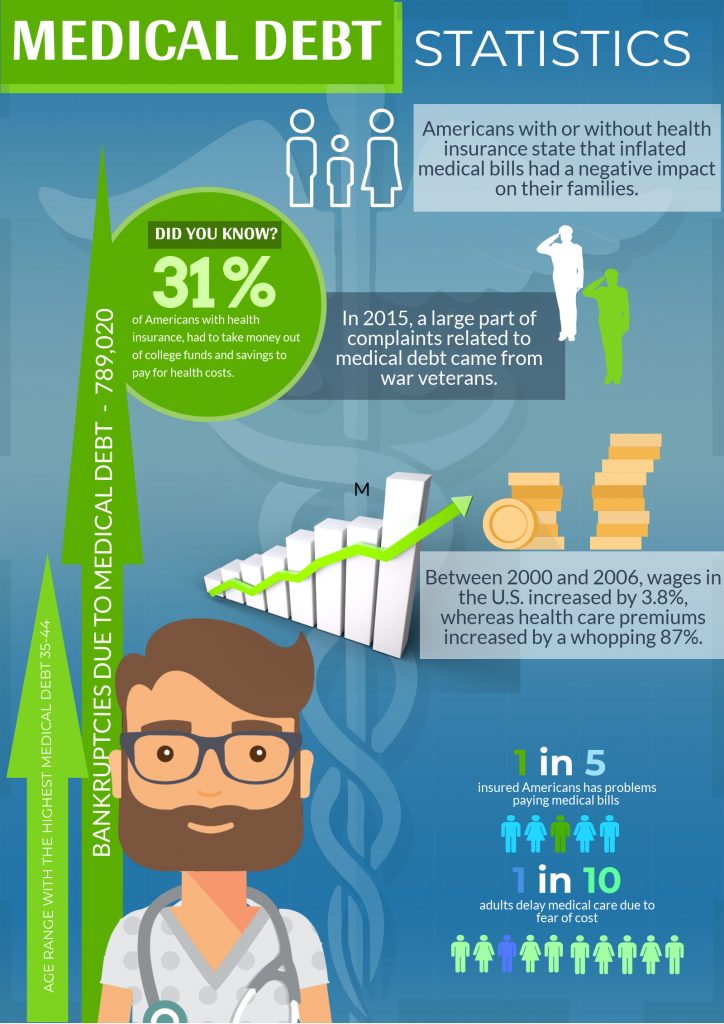 MEDICAL DEBT STATISTICS
Americans with or without health
insurance state that inflated
medical bills had a negative impact
on their families.
DID YOU KNOW?
31%
of Americans with health
insurance, had to take money out
of college funds and savings to
pay for health costs.
In 2015, a large part of
complaints related to
medical debt came from
war veterans.
BANKRUPTCIES DUE TO MEDICAL DEBT - 789,020
AGE RANGE WITH THE HIGHEST MEDICAL DEBT 35-44
M
Between 2000 and 2006, wages in
the U.S. increased by 3.8%,
whereas health care premiums
increased by a whopping 87%.
1 in 5
insured Americans has problems
paying medical bills
1 in 10
adults delay medical care due to
fear of cost